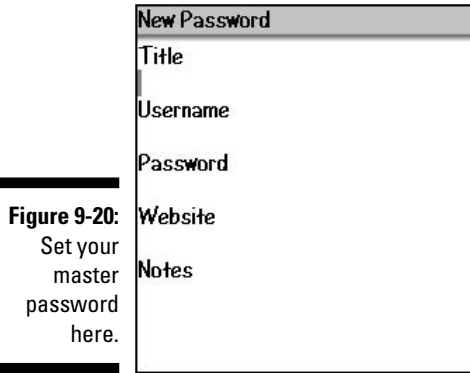 New Password
Title
Username
Password
Website
Notes
Figure 9-20:
Set your
master
password
here.